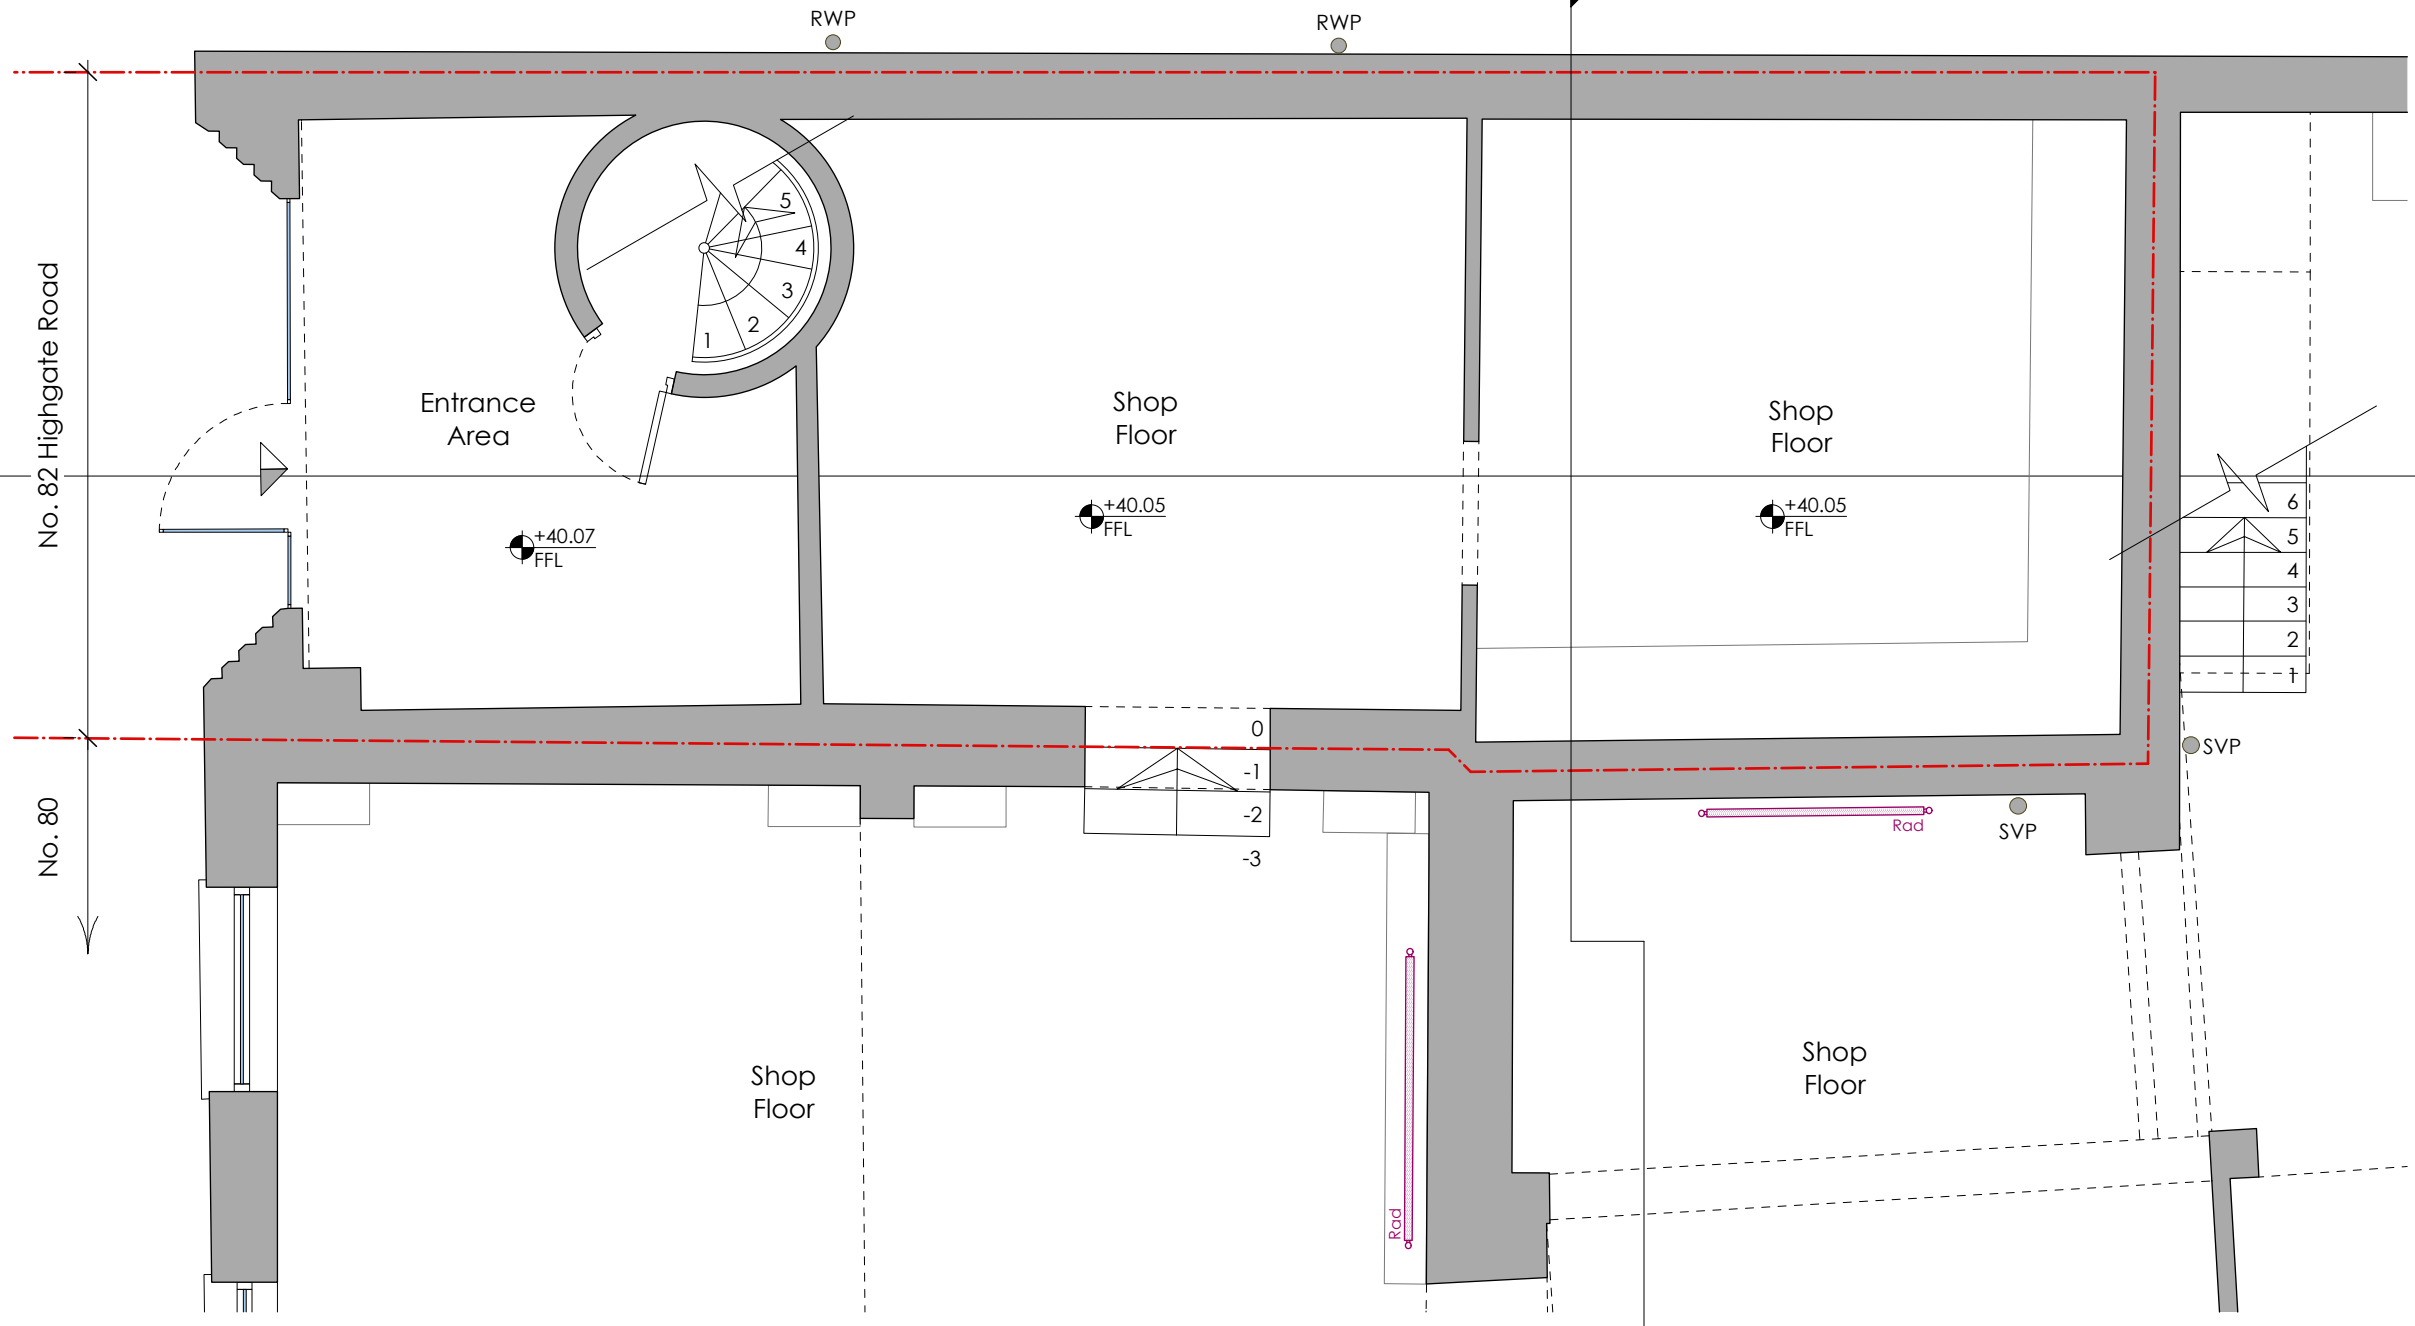 RWP
RWP
No. 82 Highgate Road
5
4
3
2
1
Entrance
Area
Shop
Floor
Shop
Floor
+40.07
FFL
+40.05
FFL
+40.05
FFL
6
5
4
3
2
1
0
-1
-2
-3
SVP
Rad
SVP
No. 80
Shop
Floor
Rad
Shop
Floor